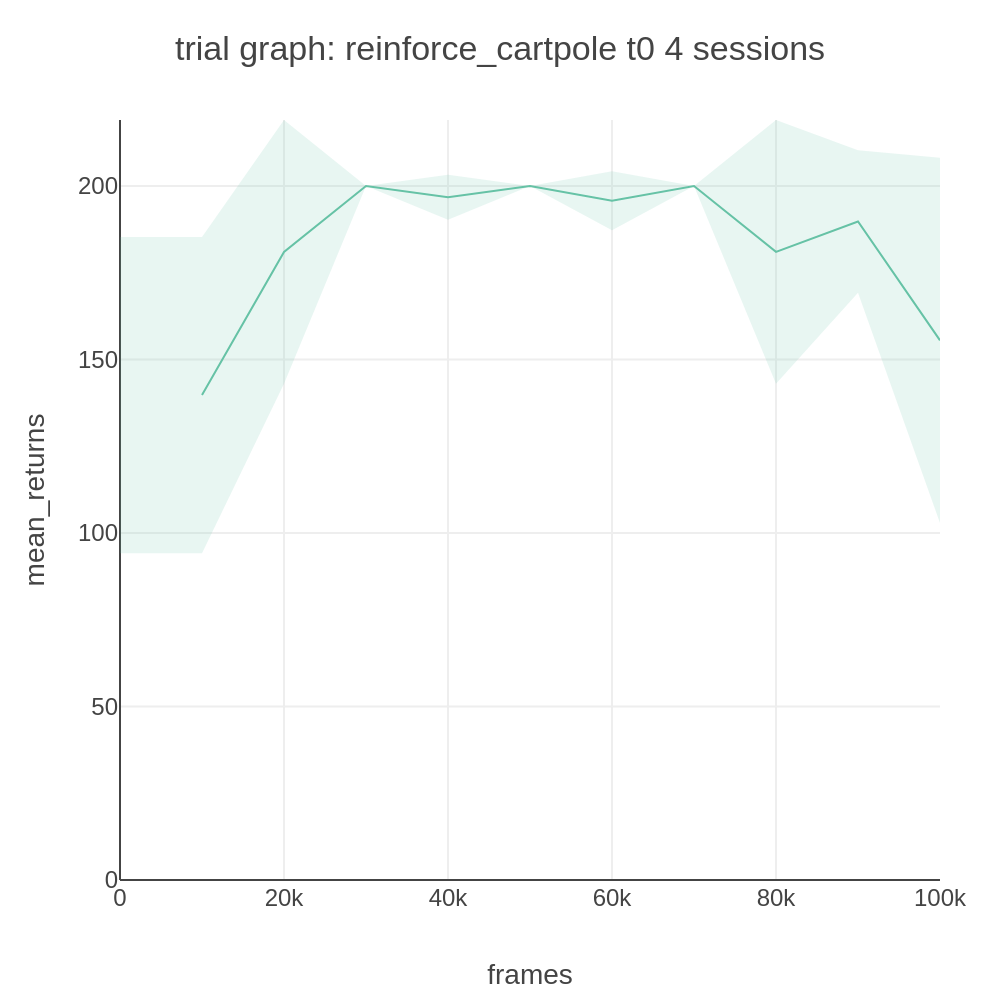 trial graph: reinforce_cartpole t0 4 sessions
200
150
100
50
0
0 20k 40k 60k 80k 100k
mean_returns
frames